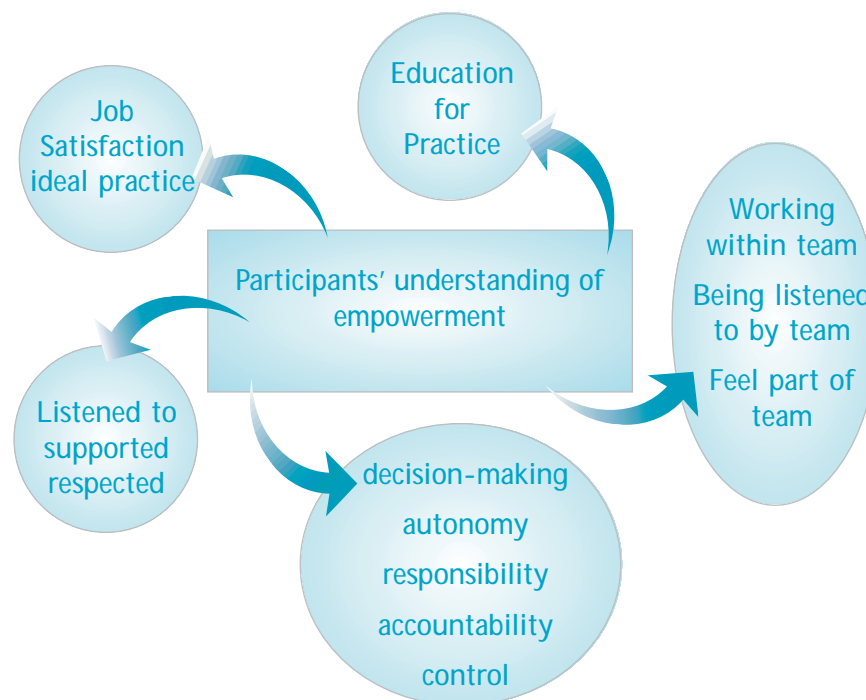 Job
Satisfaction
ideal practice
Education
for
Practice
Working
within team
Being listened
to by team
Feel part of
team
Participants' understanding of
empowerment
Listened to
supported
respected
decision-making
autonomy
responsibility
accountability
control